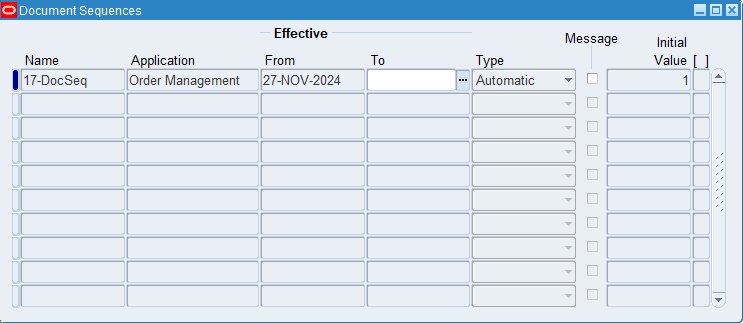 Document Sequences
Effective
Message
Initial
Name Application From To Type Value [ ]
17-DocSeq Order Management 27-NOV-2024 ... Automatic 1